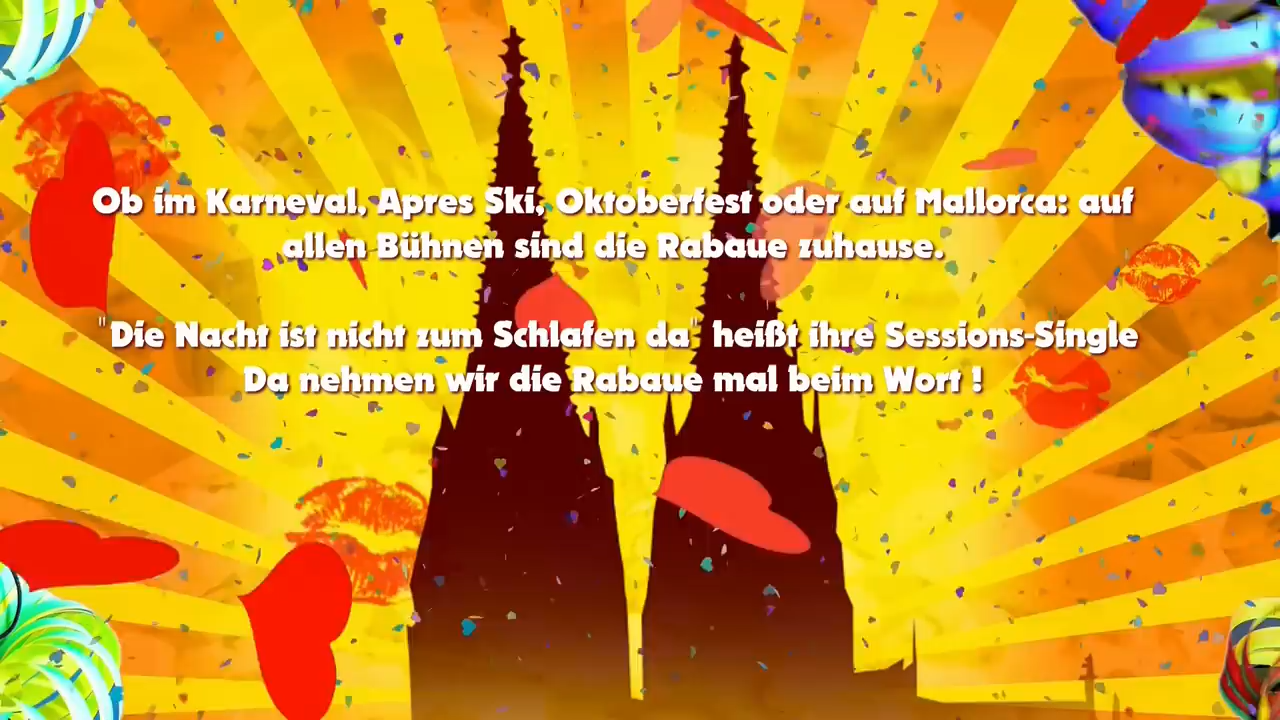 Ob im Karneval, Apres Ski, Oktoberfest oder auf Mallorca: auf
allen Bühnen sind die Rabaue zuhause.
"Die Nacht ist nicht zum Schlafen da" heißt ihre Sessions-Single
Da nehmen wir die Rabaue mal beim Wort !